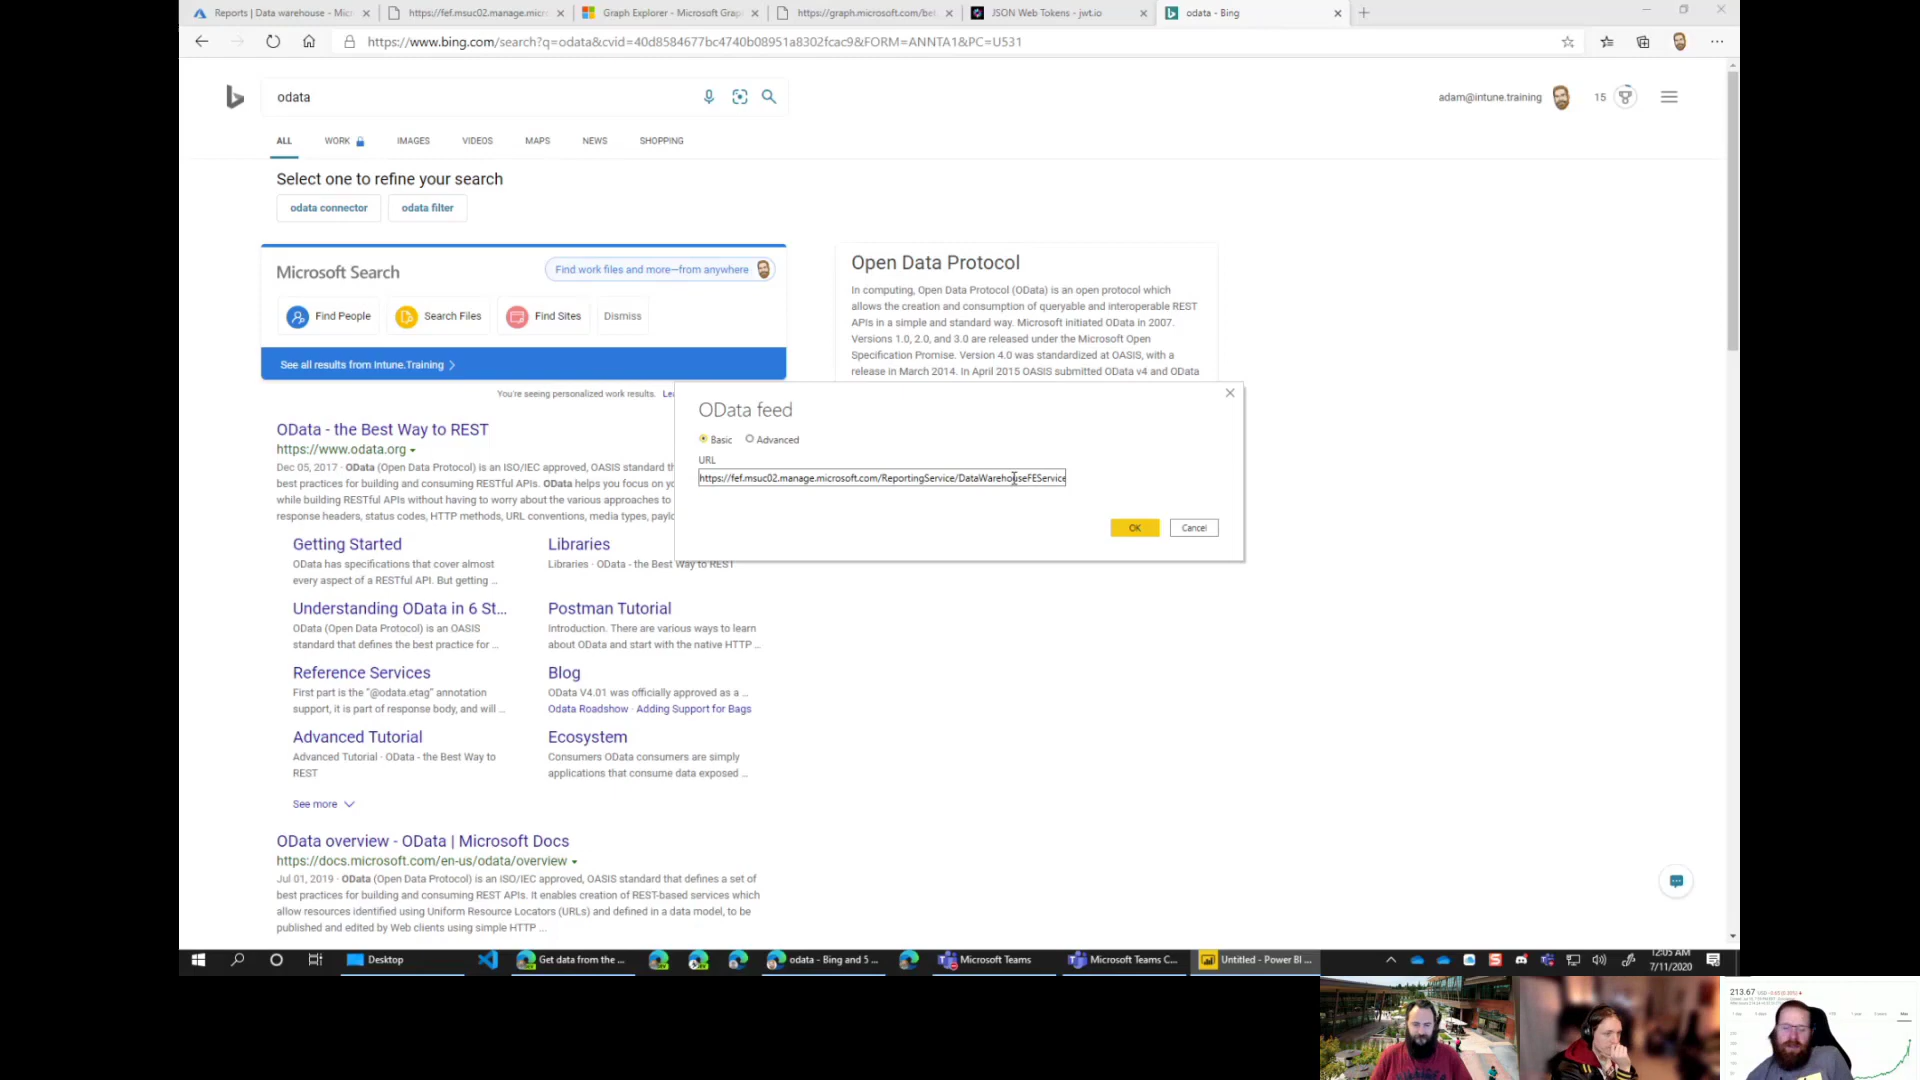 Reports | Data warehouse - Mic
https://fef.msuc02.manage.micr
Graph Explorer - Microsoft Grap
https://graph.microsoft.com/bet
JSON Web Tokens - jwt.io
odata - Bing
https://www.bing.com/search?q=odata&cvid=40d8584677bc4740b08951a8302fcac9&FORM=ANNTA1&PC=U531
odata
adam@intune.training
15
ALL
WORK
IMAGES
VIDEOS
MAPS
NEWS
SHOPPING
Select one to refine your search
odata connector
odata filter
Microsoft Search
Find work files and more—from anywhere
Find People
Search Files
Find Sites
Dismiss
See all results from Intune.Training
You're seeing personalized work results.
Open Data Protocol
In computing, Open Data Protocol (OData) is an open protocol which
allows the creation and consumption of queryable and interoperable REST
APIs in a simple and standard way. Microsoft initiated OData in 2007.
Versions 1.0, 2.0, and 3.0 are released under the Microsoft Open
Specification Promise. Version 4.0 was standardized at OASIS, with a
release in March 2014. In April 2015 OASIS submitted OData v4 and OData
OData feed
Basic
Advanced
URL
https://fef.msuc02.manage.microsoft.com/ReportingService/DataWarehouseFEService
OK
Cancel
OData - the Best Way to REST
https://www.odata.org
Dec 05, 2017 · OData (Open Data Protocol) is an ISO/IEC approved, OASIS standard th
best practices for building and consuming RESTful APIs. OData helps you focus on yo
while building RESTful APIs without having to worry about the various approaches to
response headers, status codes, HTTP methods, URL conventions, media types, paylo
Getting Started
OData has specifications that cover almost
every aspect of a RESTful API. But getting ...
Libraries
Libraries · OData - the Best Way to REST
Understanding OData in 6 St...
OData (Open Data Protocol) is an OASIS
standard that defines the best practice for ...
Postman Tutorial
Introduction. There are various ways to learn
about OData and start with the native HTTP ...
Reference Services
First part is the "@odata.etag" annotation
support, it is part of response body, and will ...
Blog
OData V4.01 was officially approved as a ...
Odata Roadshow · Adding Support for Bags
Advanced Tutorial
Advanced Tutorial · OData - the Best Way to
REST
Ecosystem
Consumers OData consumers are simply
applications that consume data exposed ...
See more
OData overview - OData | Microsoft Docs
https://docs.microsoft.com/en-us/odata/overview
Jul 01, 2019 · OData (Open Data Protocol) is an ISO/IEC approved, OASIS standard that defines a set of
best practices for building and consuming REST APIs. It enables creation of REST-based services which
allow resources identified using Uniform Resource Locators (URLs) and defined in a data model, to be
published and edited by Web clients using simple HTTP ...
Desktop
Get data from the ...
odata - Bing and 5 ...
Microsoft Teams
Microsoft Teams C...
Untitled - Power BI ...
12:05 AM
7/11/2020
213.67